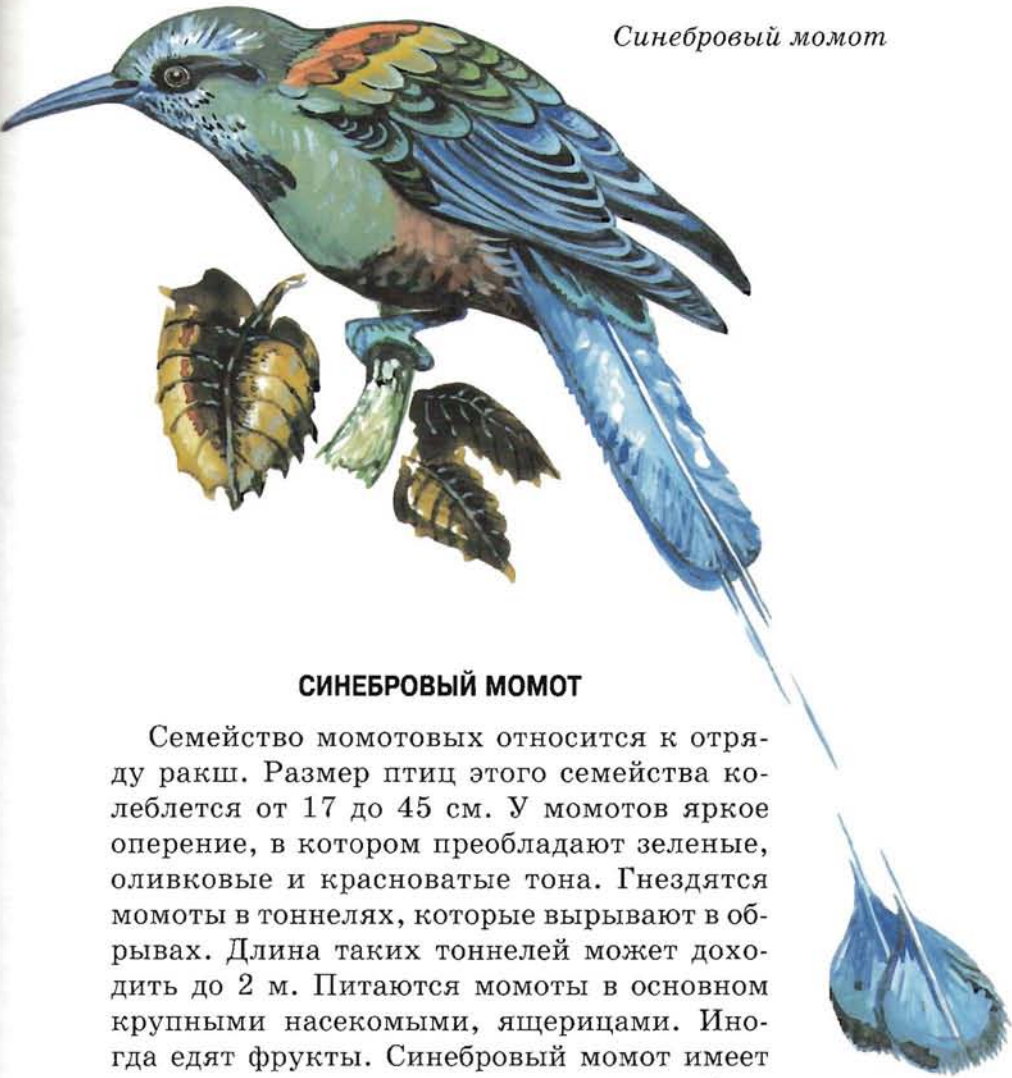 Синебровый момот
СИНЕБРОВЫЙ МОМОТ
Семейство момотовых относится к отря-
ду ракш. Размер птиц этого семейства ко-
леблется от 17 до 45 см. У момотов яркое
оперение, в котором преобладают зеленые,
оливковые и красноватые тона. Гнездятся
момоты в тоннелях, которые вырывают в об-
рывах. Длина таких тоннелей может дохо-
дить до 2 м. Питаются момоты в основном
крупными насекомыми, ящерицами. Ино-
гда едят фрукты. Синебровый момот имеет